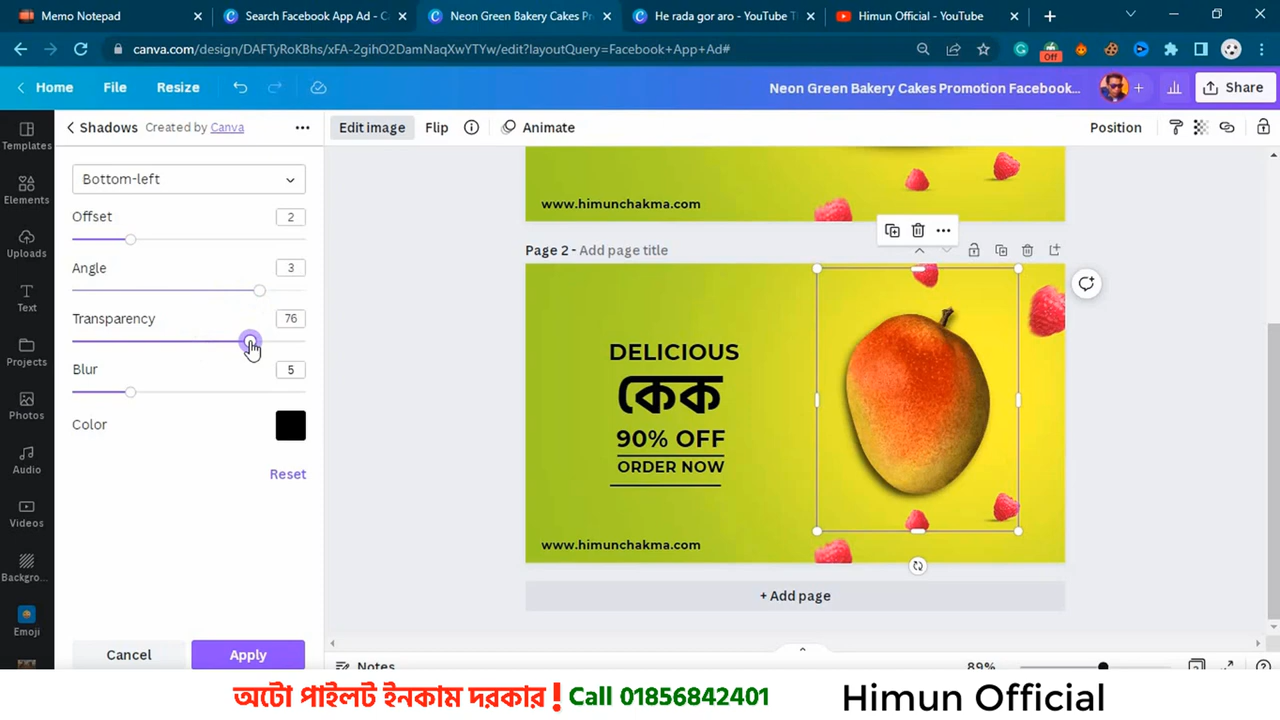 Memo Notepad
Search Facebook App Ad - C
Neon Green Bakery Cakes Pr
He rada gor aro - YouTube T
Himun Official - YouTube
canva.com/design/DAFTyRoKBhs/xFA-2gihO2DamNaqXwYTYw/edit?layoutQuery=Facebook+App+Ad#
Off
Home
File
Resize
Neon Green Bakery Cakes Promotion Facebook...
Share
Templates
Elements
Uploads
Text
Projects
Photos
Audio
Videos
Backgro...
Emoji
Shadows
Created by Canva
Bottom-left
Offset
2
Angle
3
Transparency
76
Blur
5
Color
Reset
Cancel
Apply
Edit image
Flip
Animate
Position
www.himunchakma.com
Page 2 - Add page title
DELICIOUS
কেক
90% OFF
ORDER NOW
www.himunchakma.com
+ Add page
Notes
89%
অটো পাইলট ইনকাম দরকার! Call 01856842401
Himun Official